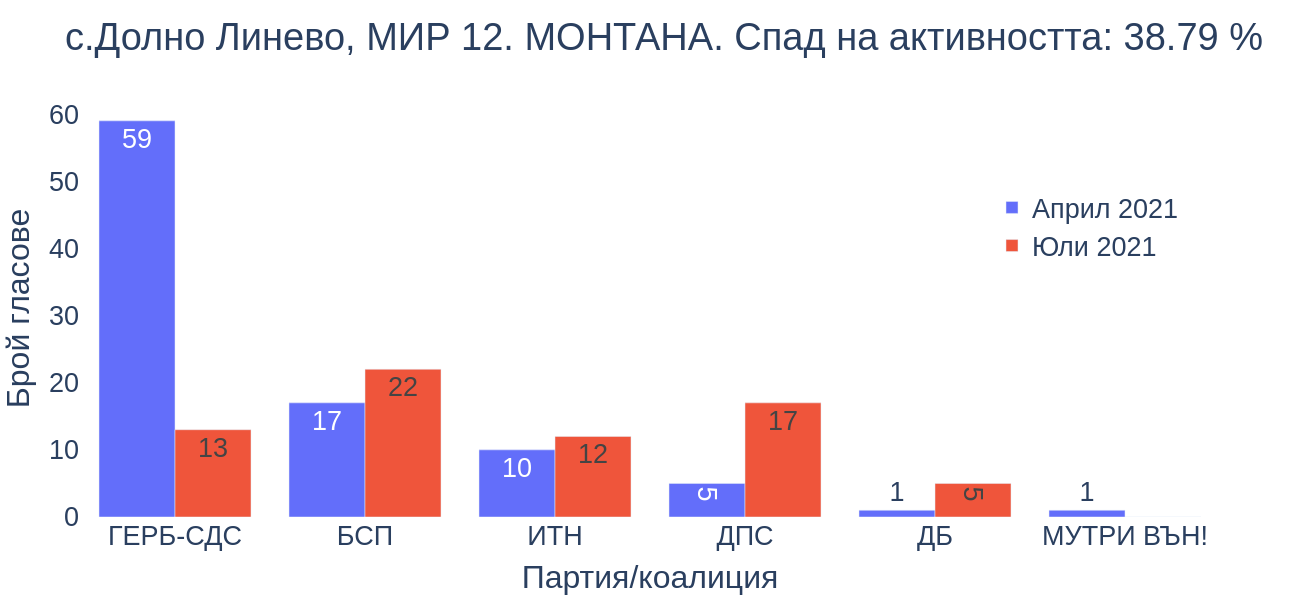 с.Долно Линево, МИР 12. МОНТАНА. Спад на активността: 38.79 %
Брой гласове
60
50
40
30
20
10
0
59
13
17
22
10
12
5
17
1
5
1
Април 2021
Юли 2021
ГЕРБ-СДС
БСП
ИТН
ДПС
ДБ
МУТРИ ВЪН!
Партия/коалиция